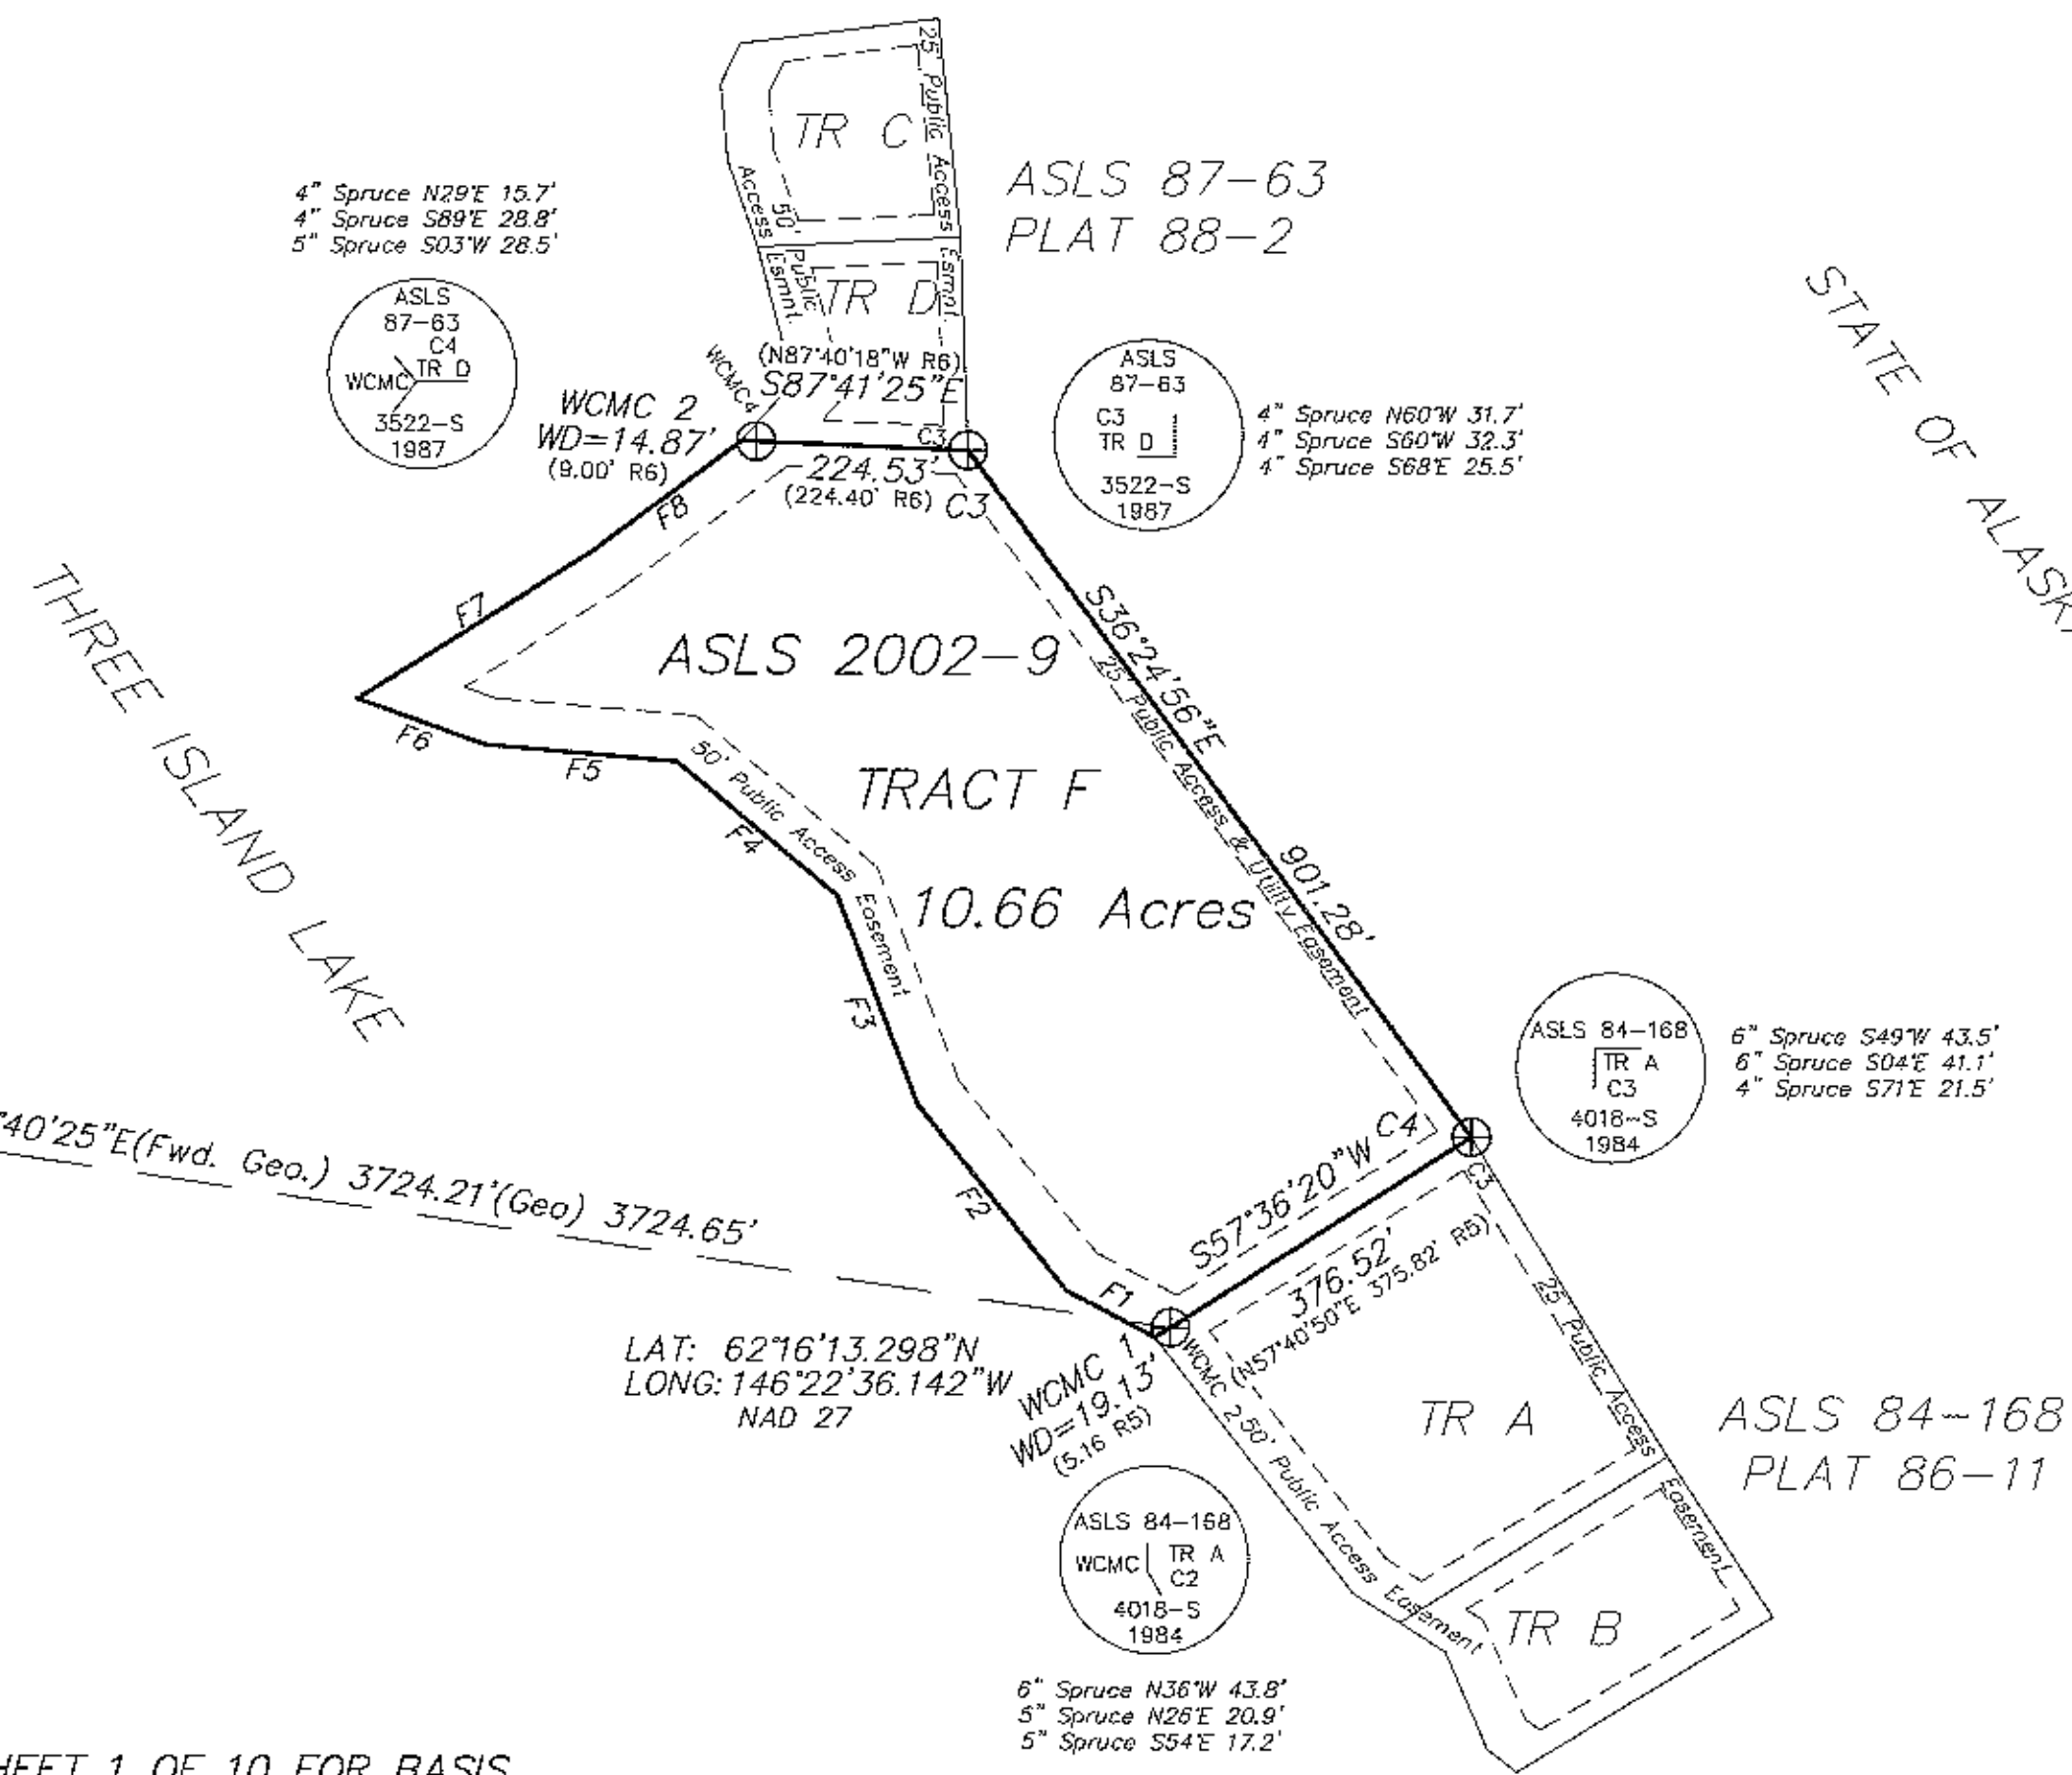 25' Public Access Esmnt.
TR C
50' Public Access Esmnt.
ASLS 87-63
PLAT 88-2
4" Spruce N29°E 15.7'
4" Spruce S89°E 28.8'
5" Spruce S03°W 28.5'
ASLS
87-63
C4
TR D
WCMC
3522-S
1987
TR D
(N87°40'18"W R6)
S87°41'25"E
WCMC4
WCMC 2
WD=14.87'
(9.00' R6)
C3
224.53'
(224.40' R6)
C3
ASLS
87-63
C3
TR D
3522-S
1987
4" Spruce N60°W 31.7'
4" Spruce S60°W 32.3'
4" Spruce S68°E 25.5'
STATE OF
THREE ISLAND LAKE
F8
F7
F6
F5
F4
F3
F2
F1
ASLS 2002-9
TRACT F
10.66 Acres
S36°24'56"E
901.28'
25' Public Access & Utility Easement
50' Public Access Easement
ASLS 84-168
TR A
C3
4018-S
1984
6" Spruce S49°W 43.5'
6" Spruce S04°E 41.1'
4" Spruce S71°E 21.5'
C4
C3
S57°36'20"W
376.52'
(N57°40'50"E 375.82' R5)
°40'25"E(Fwd. Geo.) 3724.21'(Geo) 3724.65'
LAT: 62°16'13.298"N
LONG: 146°22'36.142"W
NAD 27
WCMC 1
WD=19.13'
(5.16 R5)
WCMC 2
50' Public Access Easement
25' Public Access Easement
TR A
TR B
ASLS 84-168
PLAT 86-11
ASLS 84-168
WCMC
TR A
C2
4018-S
1984
6" Spruce N36°W 43.8'
5" Spruce N26°E 20.9'
5" Spruce S54°E 17.2'
1 OF 10 FOR BASIS